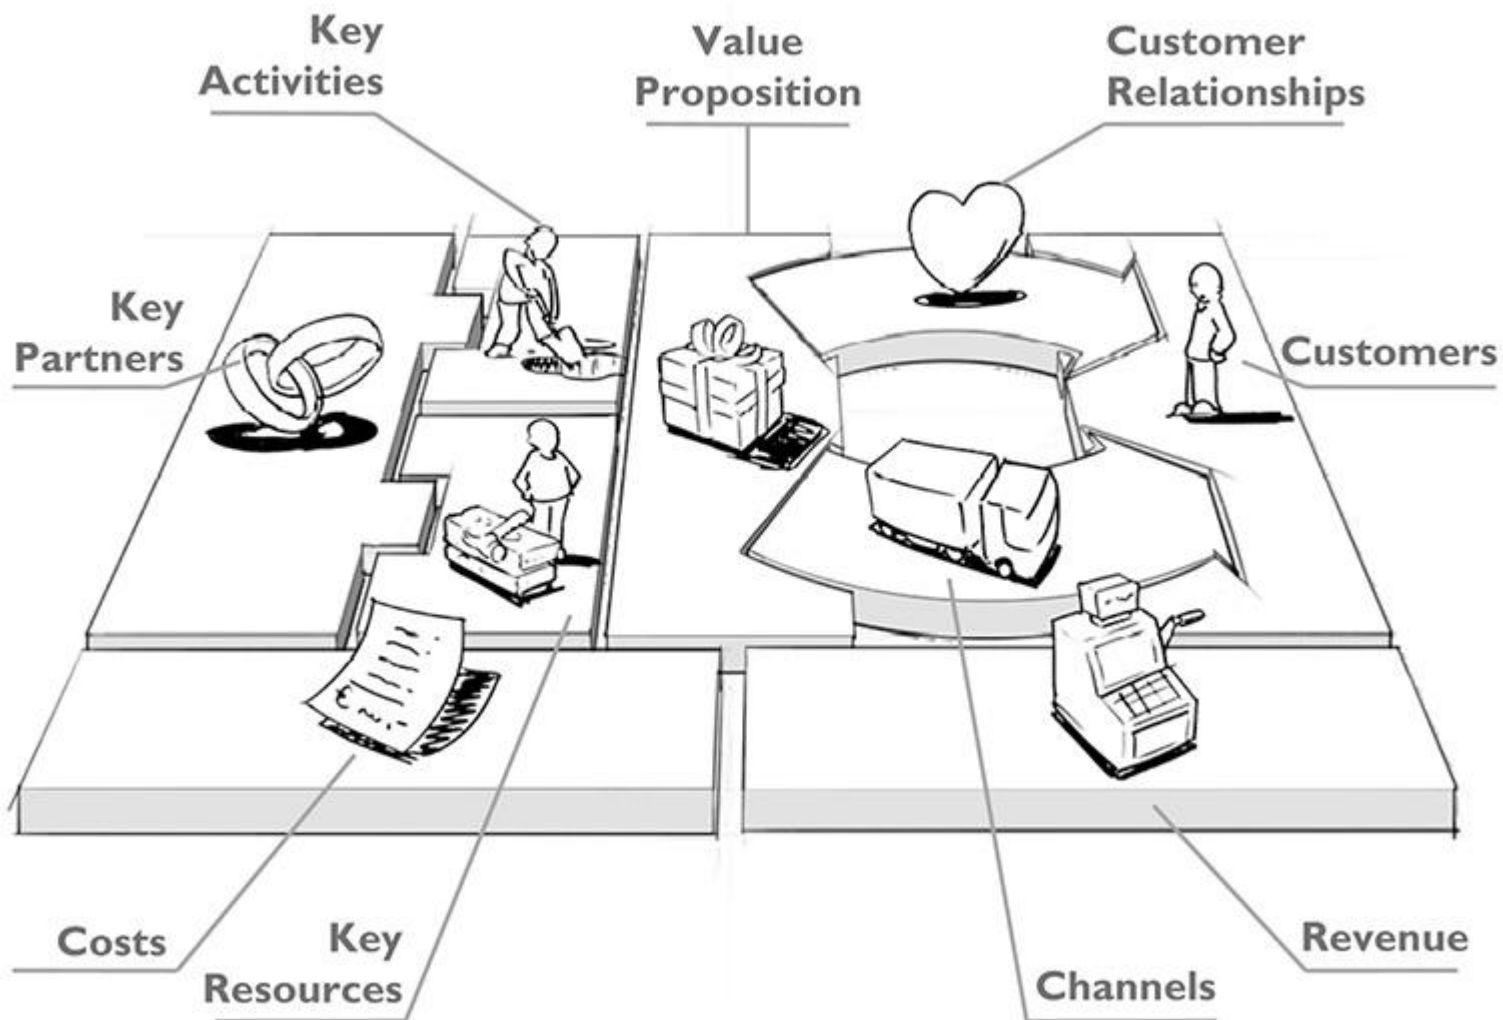 Key
Activities
Value
Proposition
Customer
Relationships
Key
Partners
Customers
€
Costs
Key
Resources
Channels
Revenue